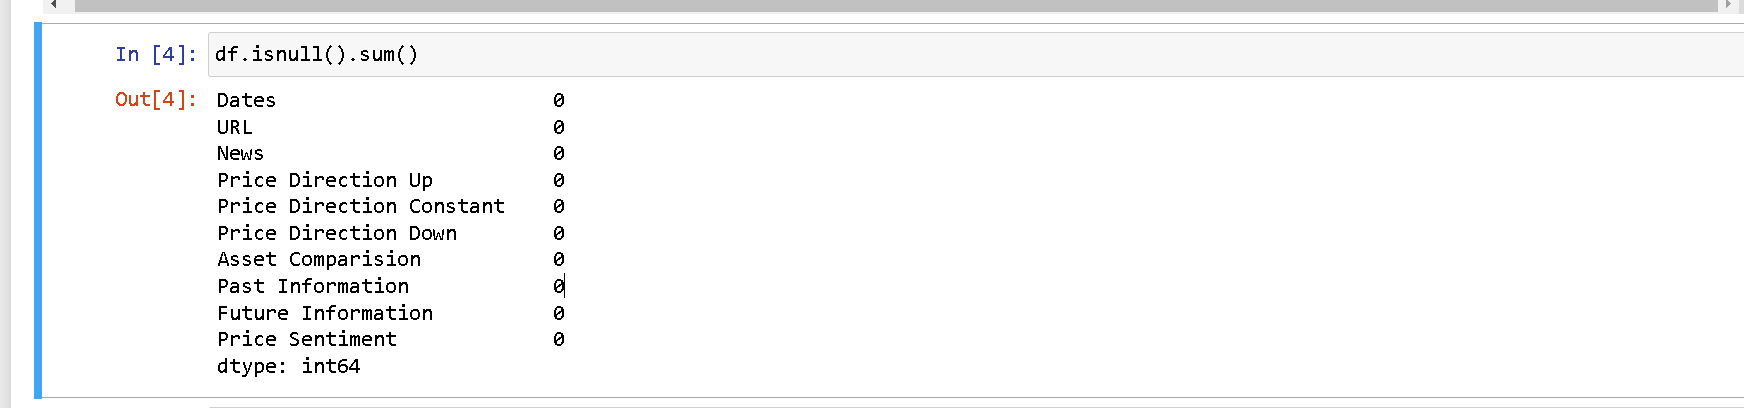 In [4]: df.isnull().sum()
Out[4]: Dates 0
URL 0
News 0
Price Direction Up 0
Price Direction Constant 0
Price Direction Down 0
Asset Comparision 0
Past Information 0
Future Information 0
Price Sentiment 0
dtype: int64